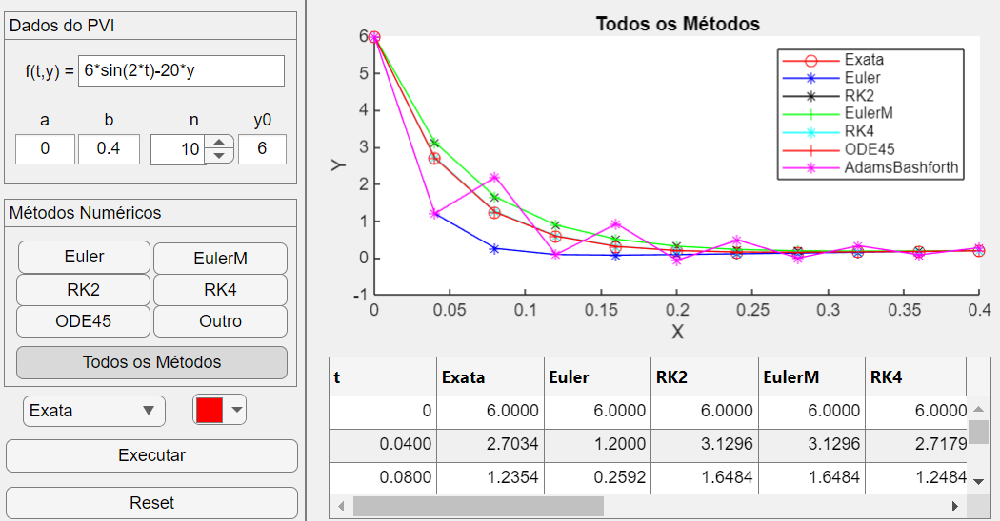 Dados do PVI
f(t,y) = 6*sin(2*t)-20*y
a b n y0
0 0.4 10 6
Métodos Numéricos
Euler EulerM
RK2 RK4
ODE45 Outro
Todos os Métodos
Exata
Executar
Reset
Todos os Métodos
6
5
4
3
2
1
0
-1
Y
0 0.05 0.1 0.15 0.2 0.25 0.3 0.35 0.4
X
Exata
Euler
RK2
EulerM
RK4
ODE45
AdamsBashforth
t Exata Euler RK2 EulerM RK4
0 6.0000 6.0000 6.0000 6.0000 6.0000
0.0400 2.7034 1.2000 3.1296 3.1296 2.7179
0.0800 1.2354 0.2592 1.6484 1.6484 1.2484